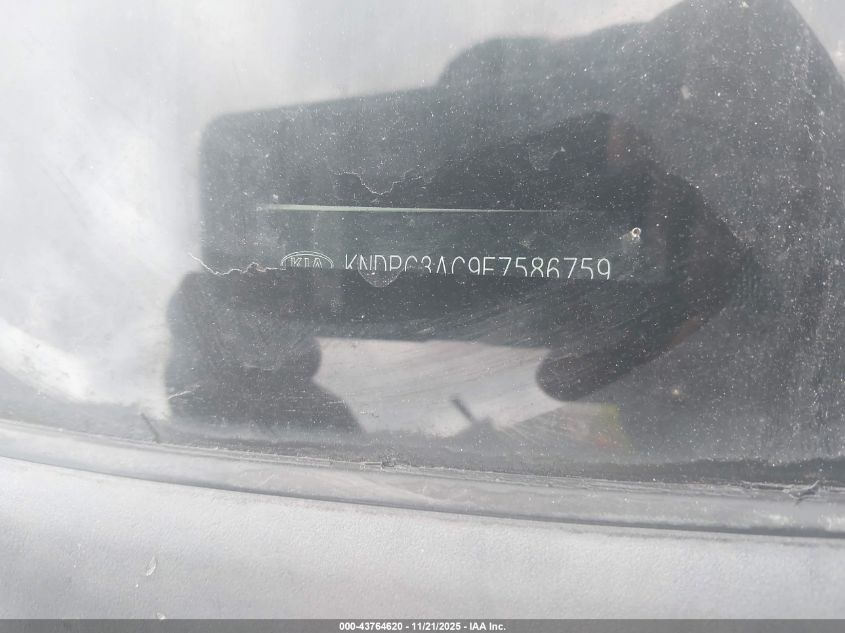 KIA KNDPC3AC9E7586759
000-43764620 - 11/21/2025 - IAA Inc.